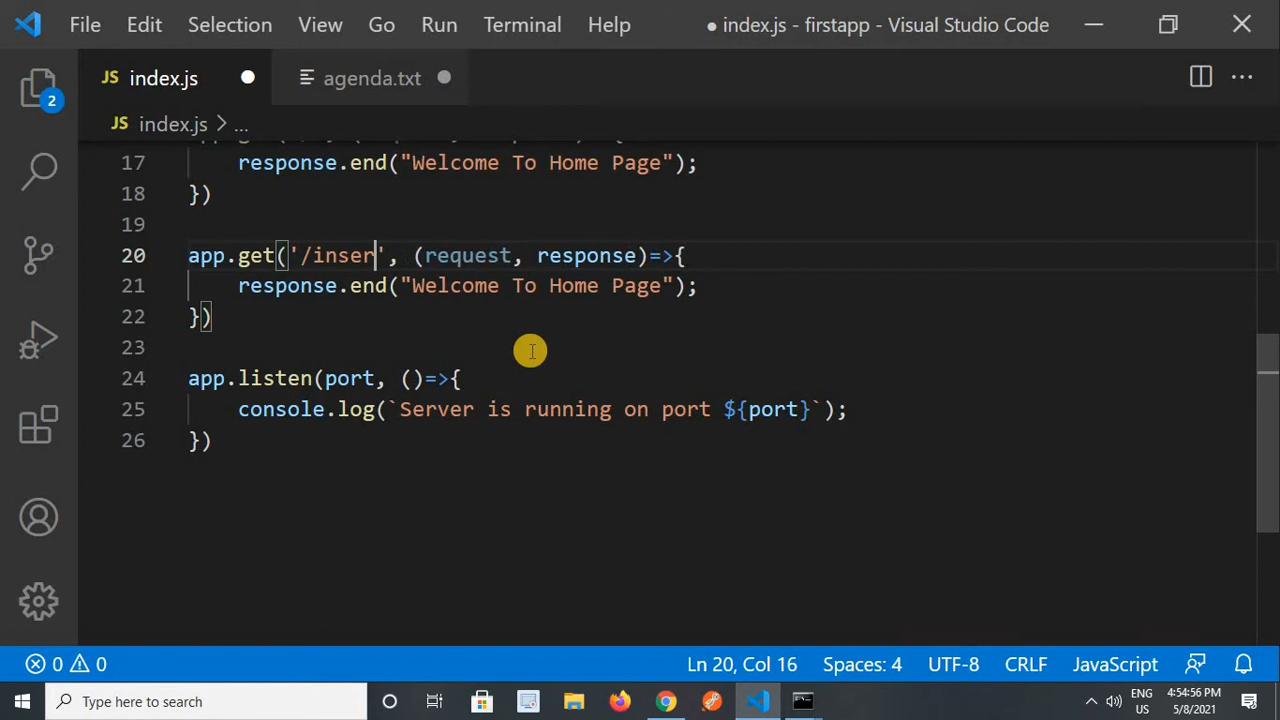 File Edit Selection View Go Run Terminal Help ● index.js - firstapp - Visual Studio Code
JS index.js ● agenda.txt ●
2
JS index.js > ...
17 response.end("Welcome To Home Page");
18 })
19
20 app.get('/inser', (request, response)=>{
21 response.end("Welcome To Home Page");
22 })
23
24 app.listen(port, ()=>{
25 console.log(`Server is running on port ${port}`);
26 })
0 0 Ln 20, Col 16 Spaces: 4 UTF-8 CRLF JavaScript
Type here to search ENG 4:54:56 PM
US 5/8/2021